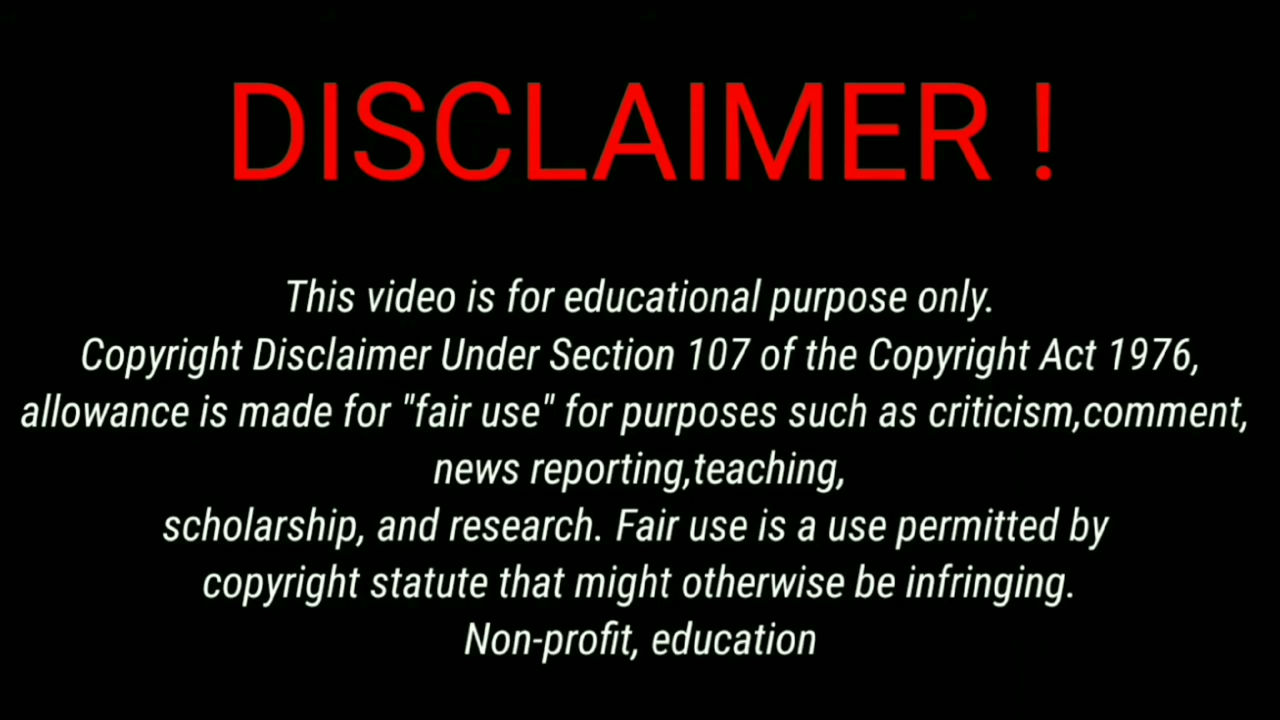 DISCLAIMER !
This video is for educational purpose only.
Copyright Disclaimer Under Section 107 of the Copyright Act 1976,
allowance is made for "fair use" for purposes such as criticism,comment,
news reporting,teaching,
scholarship, and research. Fair use is a use permitted by
copyright statute that might otherwise be infringing.
Non-profit, education